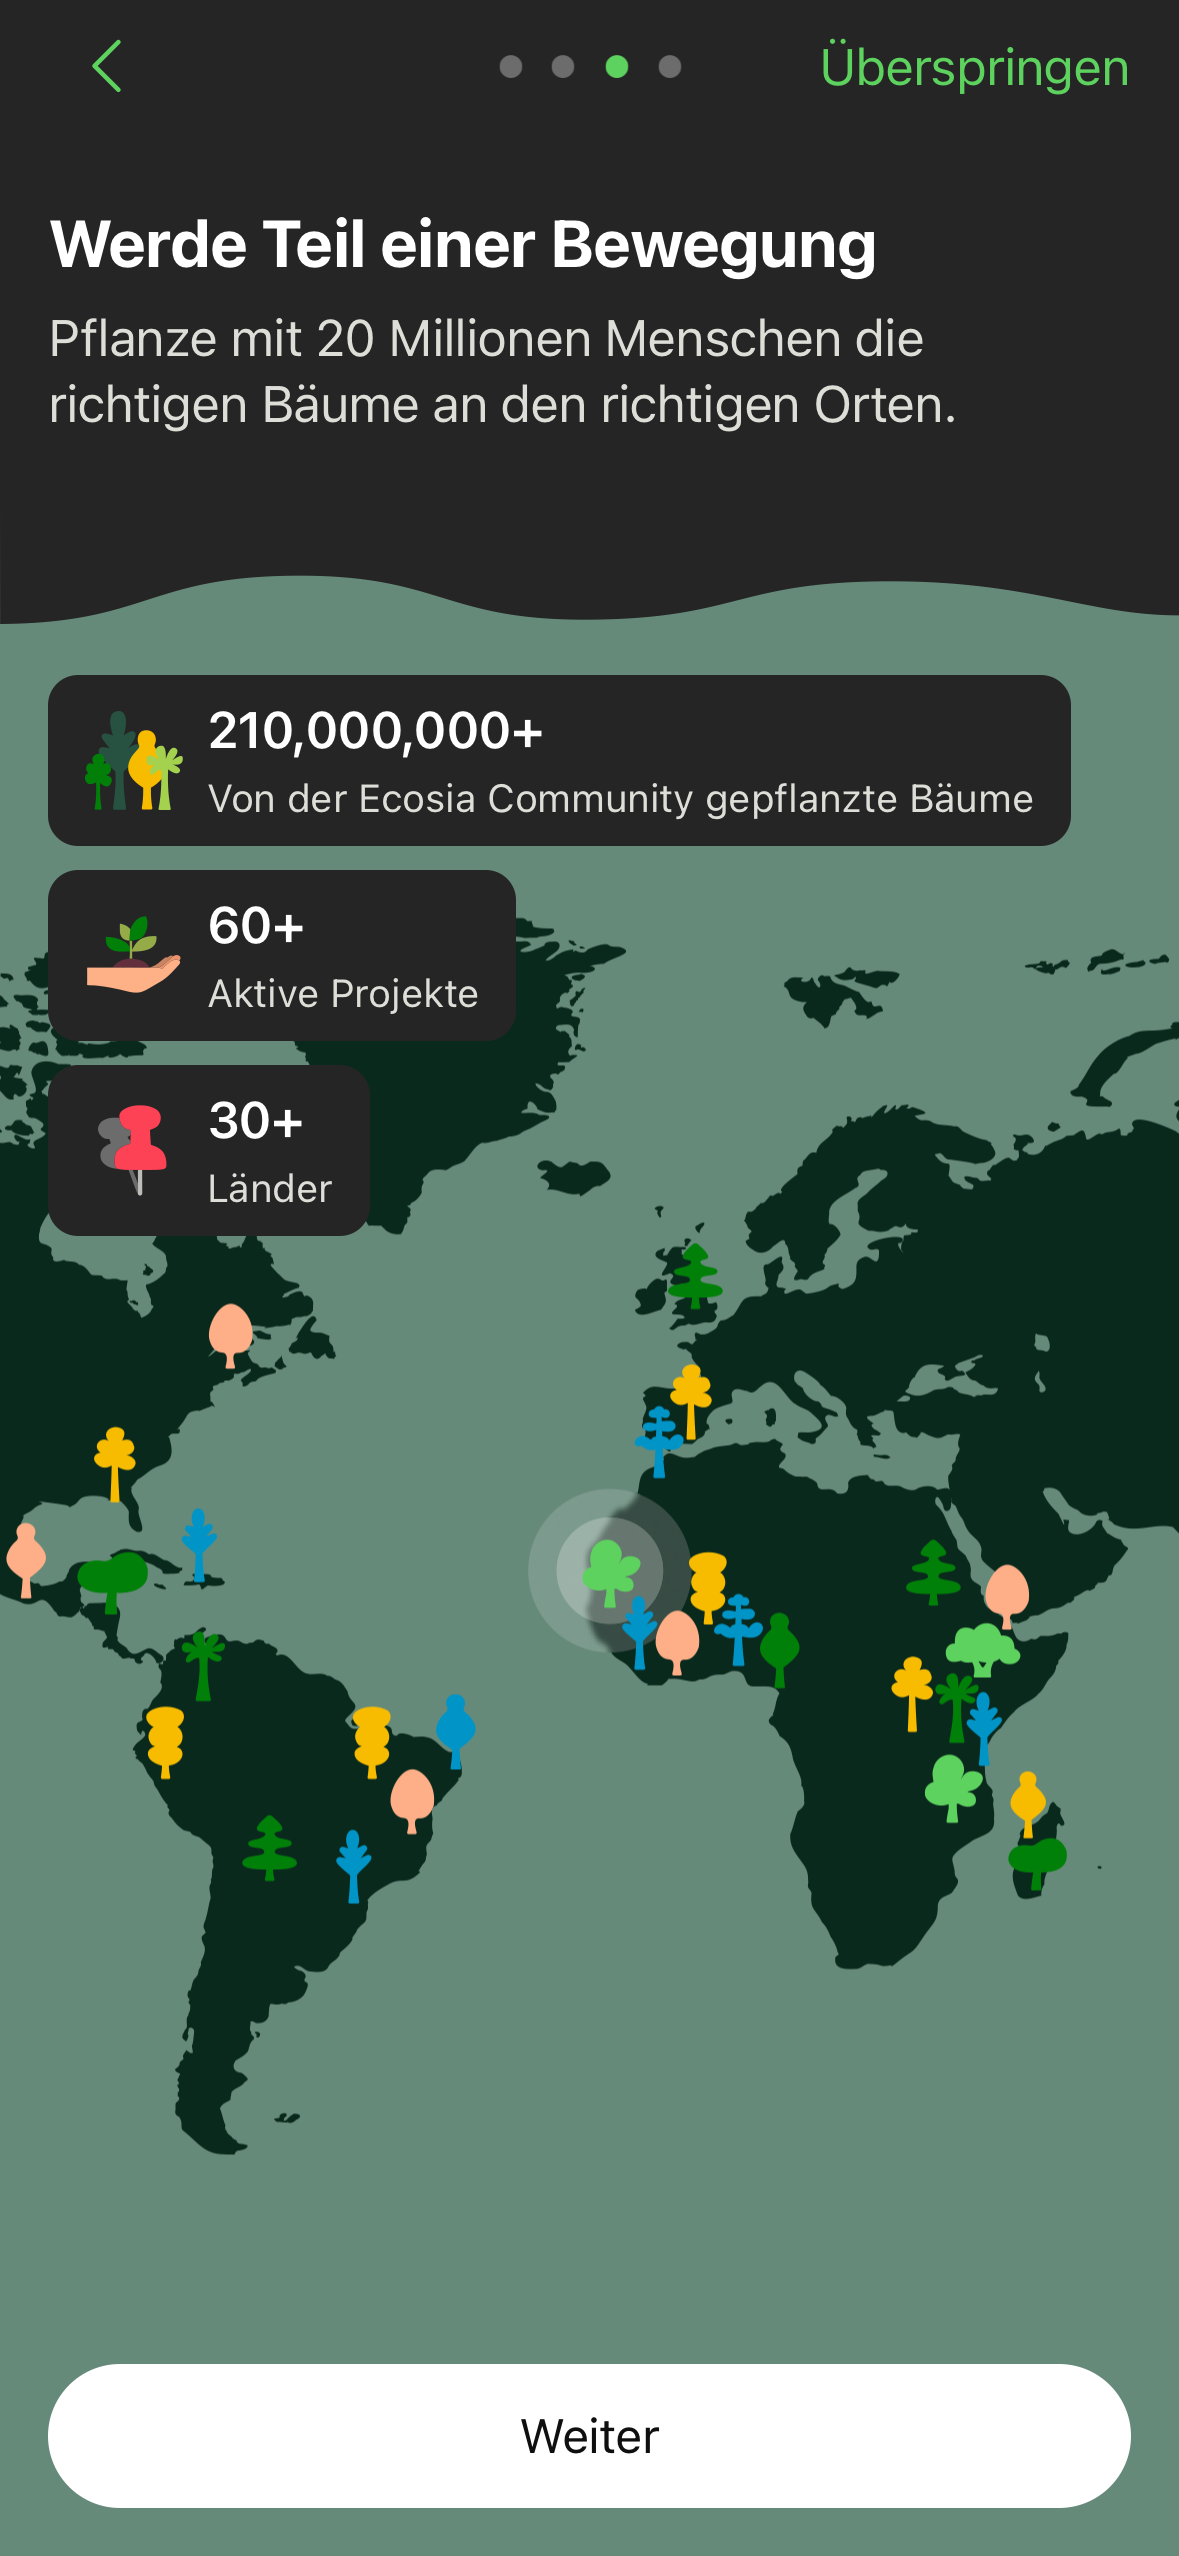 Überspringen
Werde Teil einer Bewegung
Pflanze mit 20 Millionen Menschen die
richtigen Bäume an den richtigen Orten.
210,000,000+
Von der Ecosia Community gepflanzte Bäume
60+
Aktive Projekte
30+
Länder
Weiter